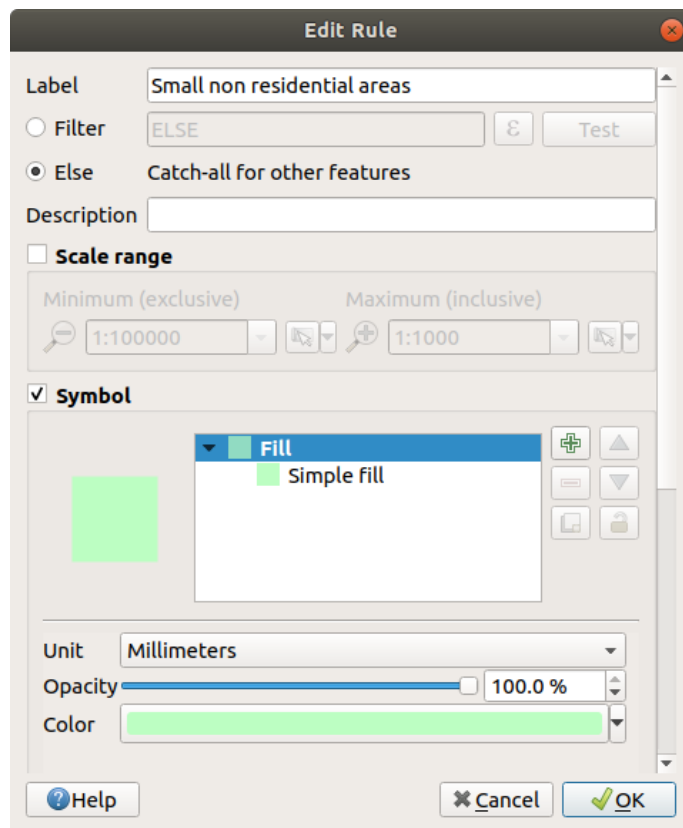 Edit Rule
Label Small non residential areas
Filter ELSE ε Test
Else Catch-all for other features
Description
Scale range
Minimum (exclusive) Maximum (inclusive)
1:100000 1:1000
Symbol
Fill
Simple fill
Unit Millimeters
Opacity 100.0 %
Color
Help Cancel OK